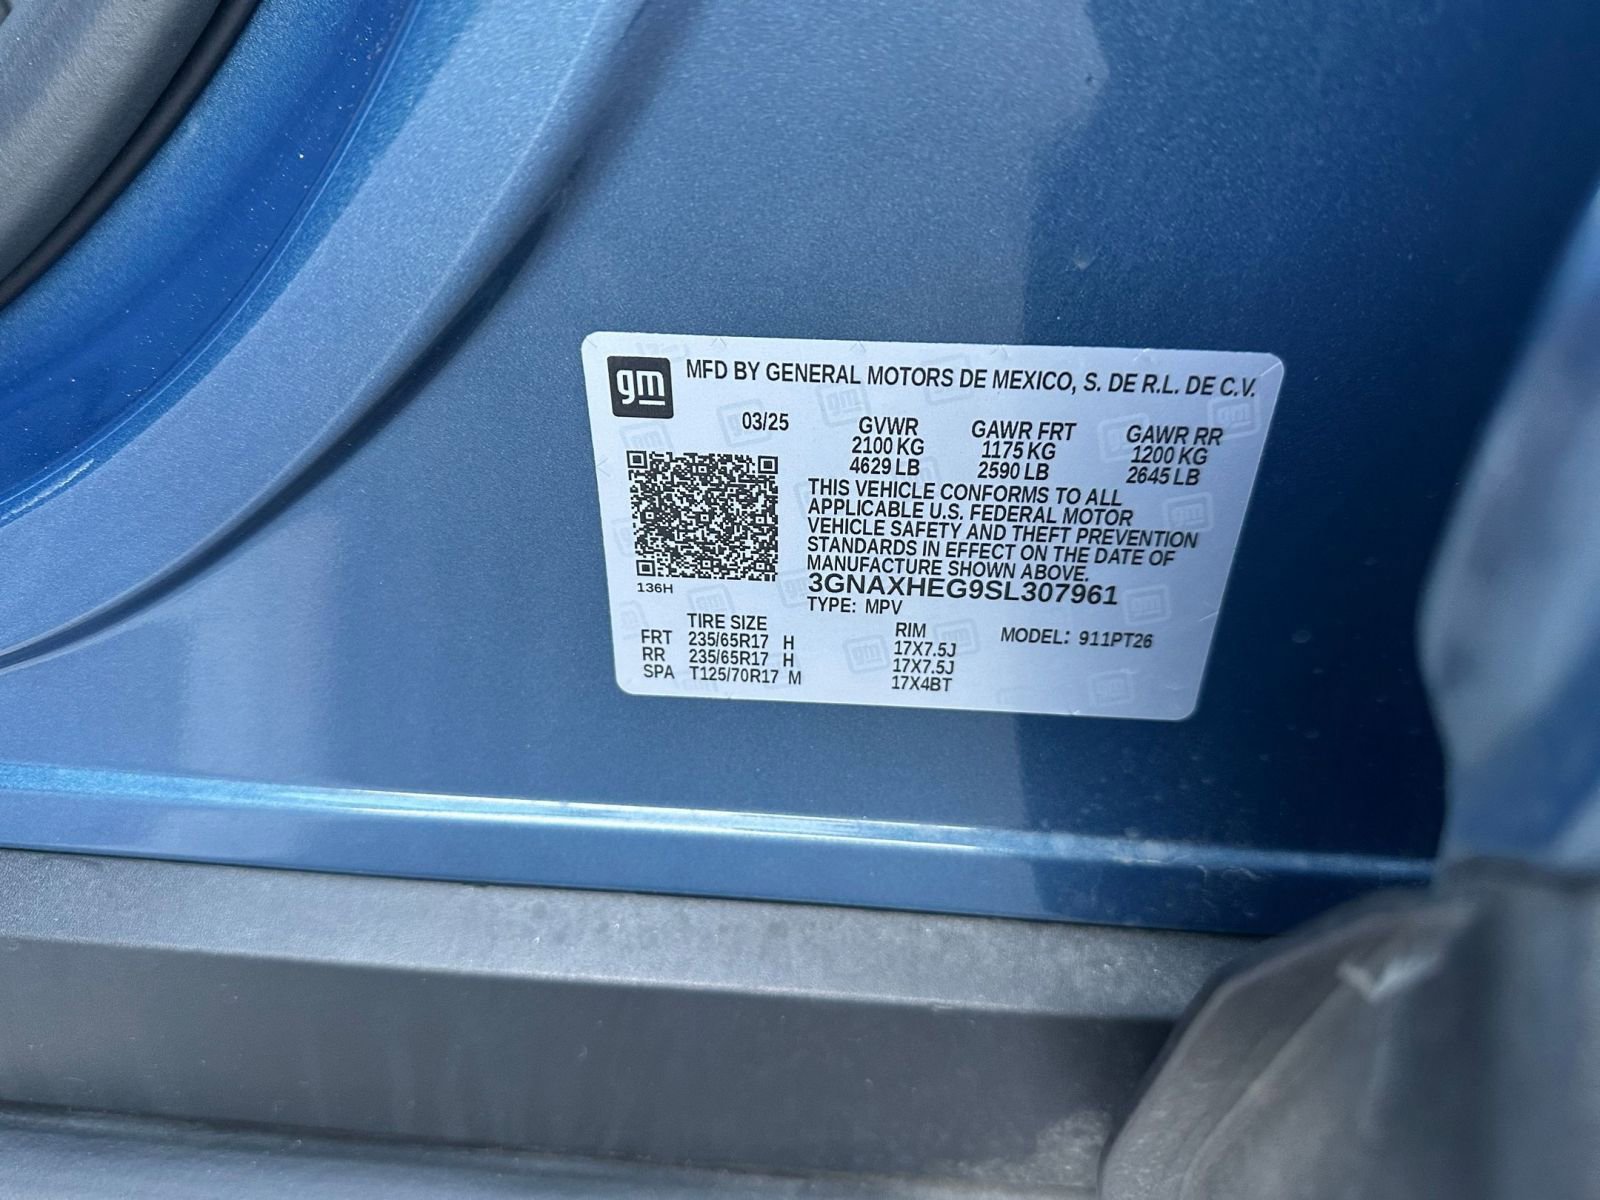 gm MFD BY GENERAL MOTORS DE MEXICO, S. DE R.L. DE C.V.
03/25 GVWR GAWR FRT GAWR RR
2100 KG 1175 KG 1200 KG
4629 LB 2590 LB 2645 LB
THIS VEHICLE CONFORMS TO ALL
APPLICABLE U.S. FEDERAL MOTOR
VEHICLE SAFETY AND THEFT PREVENTION
STANDARDS IN EFFECT ON THE DATE OF
MANUFACTURE SHOWN ABOVE.
136H 3GNAXHEG9SL307961
TYPE: MPV
TIRE SIZE RIM MODEL: 911PT26
FRT 235/65R17 H 17X7.5J
RR 235/65R17 H 17X7.5J
SPA T125/70R17 M 17X4BT